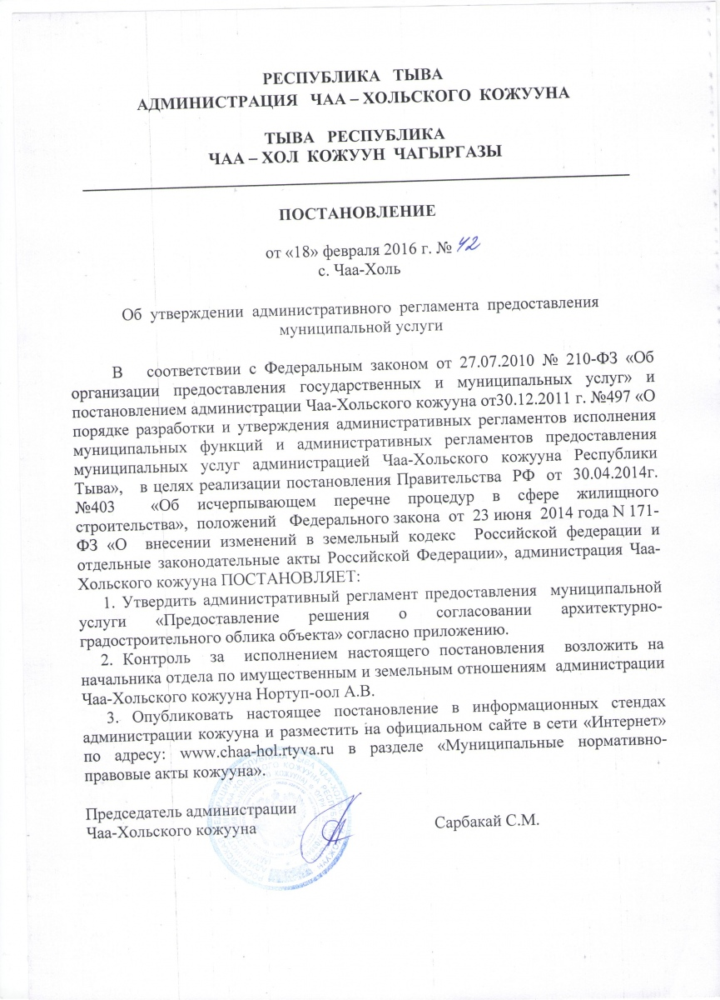 РЕСПУБЛИКА ТЫВА
АДМИНИСТРАЦИЯ ЧАА – ХОЛЬСКОГО КОЖУУНА
ТЫВА РЕСПУБЛИКА
ЧАА – ХОЛ КОЖУУН ЧАГЫРГАЗЫ
ПОСТАНОВЛЕНИЕ
от «18» февраля 2016 г. № 42
с. Чаа-Холь
Об утверждении административного регламента предоставления
муниципальной услуги
В соответствии с Федеральным законом от 27.07.2010 № 210-ФЗ «Об
организации предоставления государственных и муниципальных услуг» и
постановлением администрации Чаа-Хольского кожууна от30.12.2011 г. №497 «О
порядке разработки и утверждения административных регламентов исполнения
муниципальных функций и административных регламентов предоставления
муниципальных услуг администрацией Чаа-Хольского кожууна Республики
Тыва», в целях реализации постановления Правительства РФ от 30.04.2014г.
№403 «Об исчерпывающем перечне процедур в сфере жилищного
строительства», положений Федерального закона от 23 июня 2014 года N 171-
ФЗ «О внесении изменений в земельный кодекс Российской федерации и
отдельные законодательные акты Российской Федерации», администрация Чаа-
Хольского кожууна ПОСТАНОВЛЯЕТ:
1. Утвердить административный регламент предоставления муниципальной
услуги «Предоставление решения о согласовании архитектурно-
градостроительного облика объекта» согласно приложению.
2. Контроль за исполнением настоящего постановления возложить на
начальника отдела по имущественным и земельным отношениям администрации
Чаа-Хольского кожууна Нортуп-оол А.В.
3. Опубликовать настоящее постановление в информационных стендах
администрации кожууна и разместить на официальном сайте в сети «Интернет»
по адресу: www.chaa-hol.rtyva.ru в разделе «Муниципальные нормативно-
правовые акты кожууна».
Председатель администрации
Чаа-Хольского кожууна Сарбакай С.М.